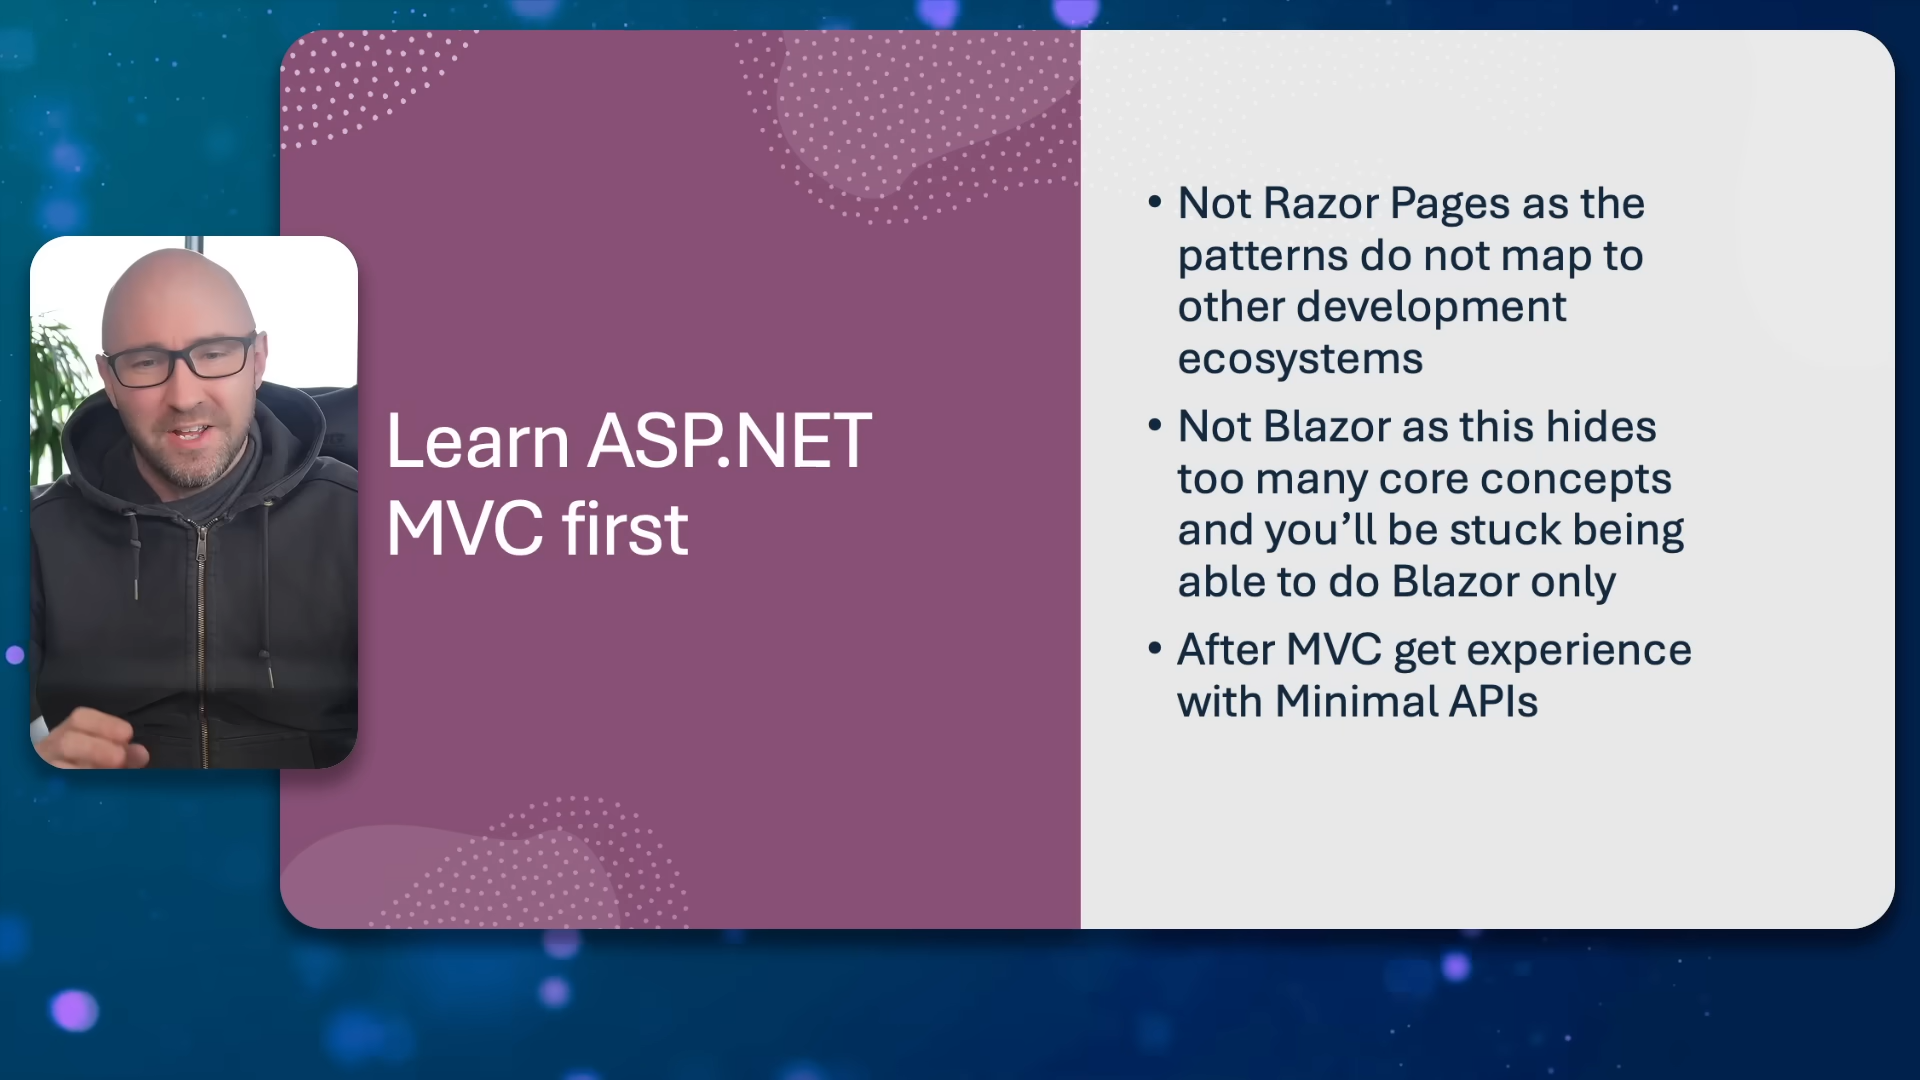 Learn ASP.NET
MVC first
• Not Razor Pages as the
patterns do not map to
other development
ecosystems
• Not Blazor as this hides
too many core concepts
and you’ll be stuck being
able to do Blazor only
• After MVC get experience
with Minimal APIs